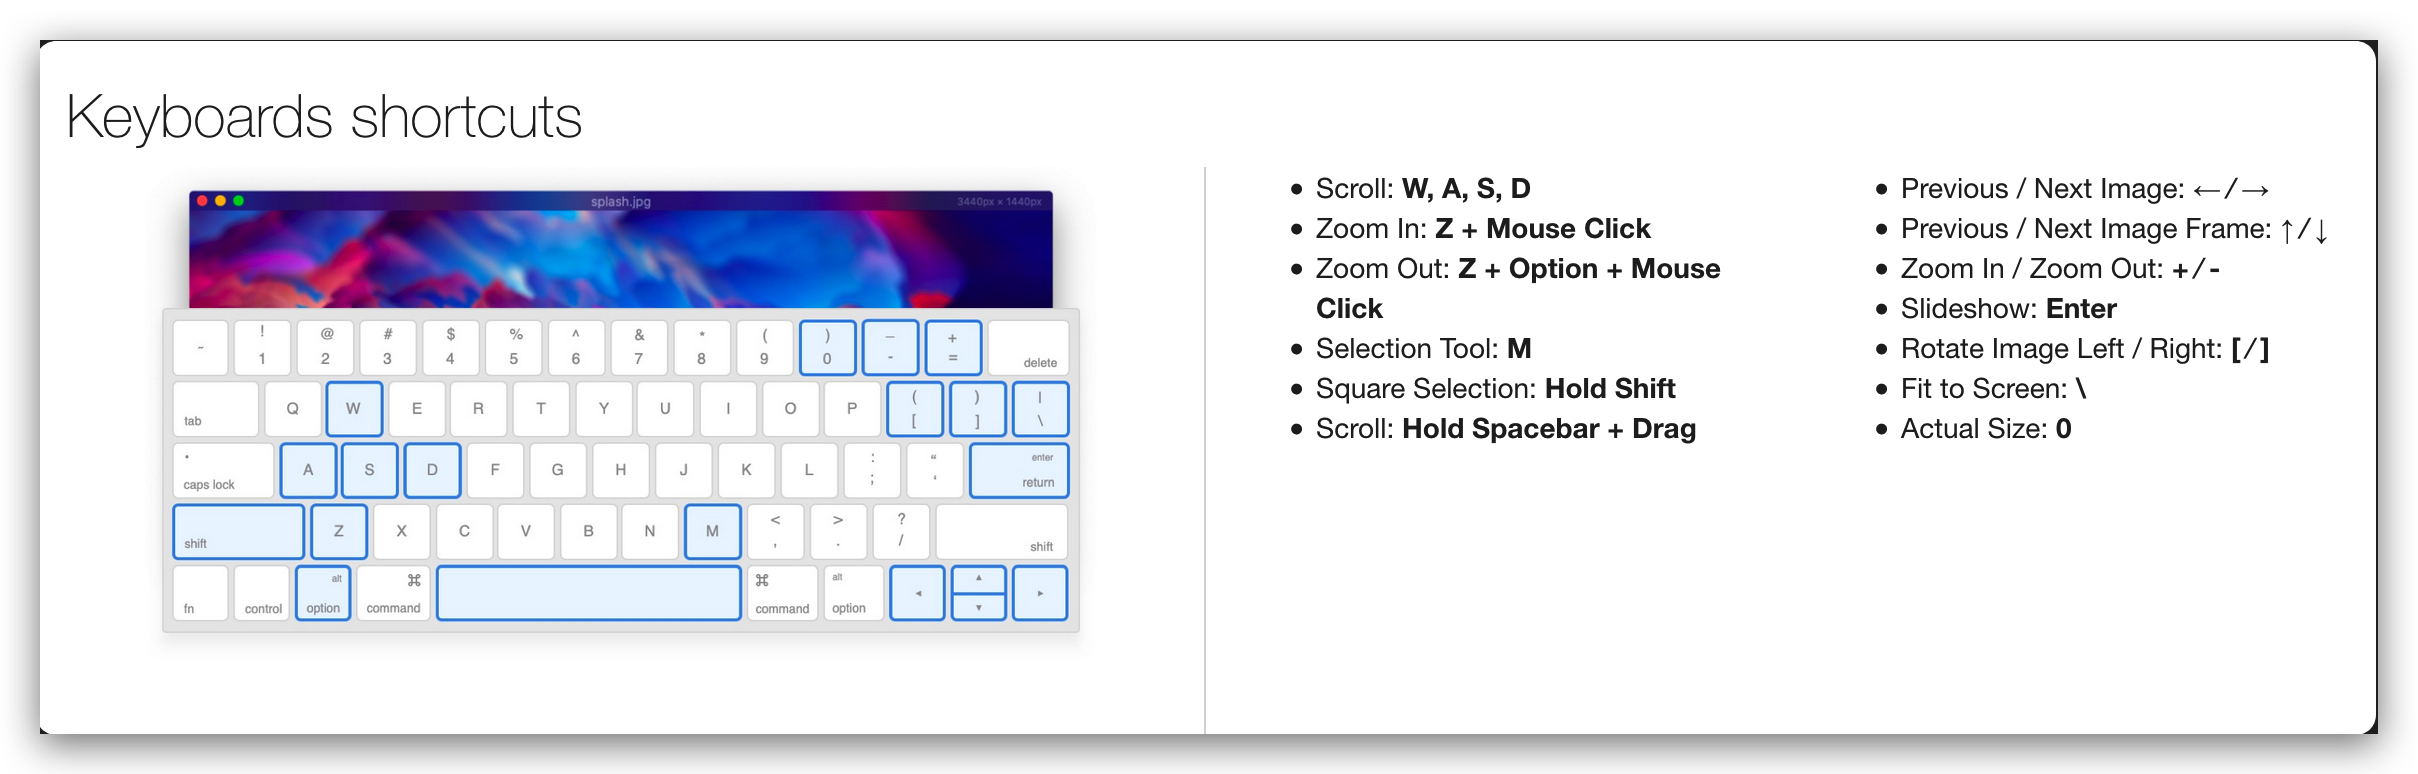 Keyboards shortcuts
splash.jpg 3440px × 1440px
~ ! @ # $ % ^ & * ( ) _ +
1 2 3 4 5 6 7 8 9 0 - = delete
tab Q W E R T Y U I O P ( [ ) ] | \
caps lock A S D F G H J K L : ; “ ‘ enter return
shift Z X C V B N M < , > . ? / shift
fn control alt option ⌘ command ⌘ command alt option ◂ ▴ ▾ ▸
• Scroll: W, A, S, D
• Zoom In: Z + Mouse Click
• Zoom Out: Z + Option + Mouse
Click
• Selection Tool: M
• Square Selection: Hold Shift
• Scroll: Hold Spacebar + Drag
• Previous / Next Image: ←/→
• Previous / Next Image Frame: ↑/↓
• Zoom In / Zoom Out: +/-
• Slideshow: Enter
• Rotate Image Left / Right: [/]
• Fit to Screen: \
• Actual Size: 0